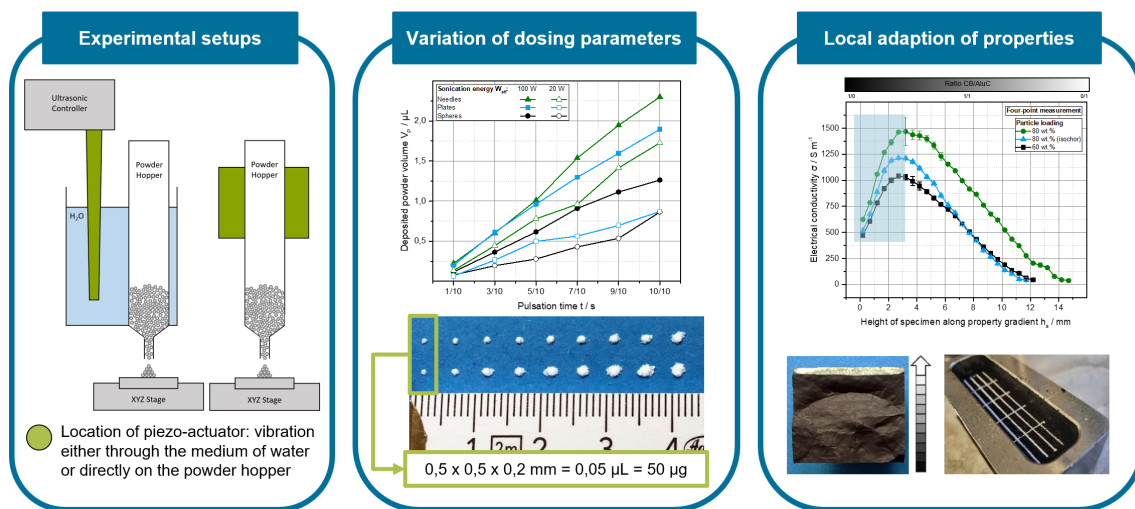 Experimental setups
Ultrasonic
Controller
Powder
Hopper
Powder
Hopper
H₂O
XYZ Stage
XYZ Stage
Location of piezo-actuator: vibration
either through the medium of water
or directly on the powder hopper
Variation of dosing parameters
Sonication energy W_eff: 100 W 20 W
Needles
Plates
Spheres
Deposited powder volume Vₚ / µL
2,0
1,5
1,0
0,5
1/10 3/10 5/10 7/10 9/10 10/10
Pulsation time t / s
1 2m 2 3 4
0,5 x 0,5 x 0,2 mm = 0,05 µL = 50 µg
Local adaption of properties
Ratio CB/AluC
1/0 1/1 0/1
Four-point measurement
Particle loading
80 wt.%
80 wt.% (isochor)
60 wt.%
Electrical conductivity σ / S m⁻¹
1500
1250
1000
750
500
250
0
0 2 4 6 8 10 12 14
Height of specimen along property gradient hₛ / mm